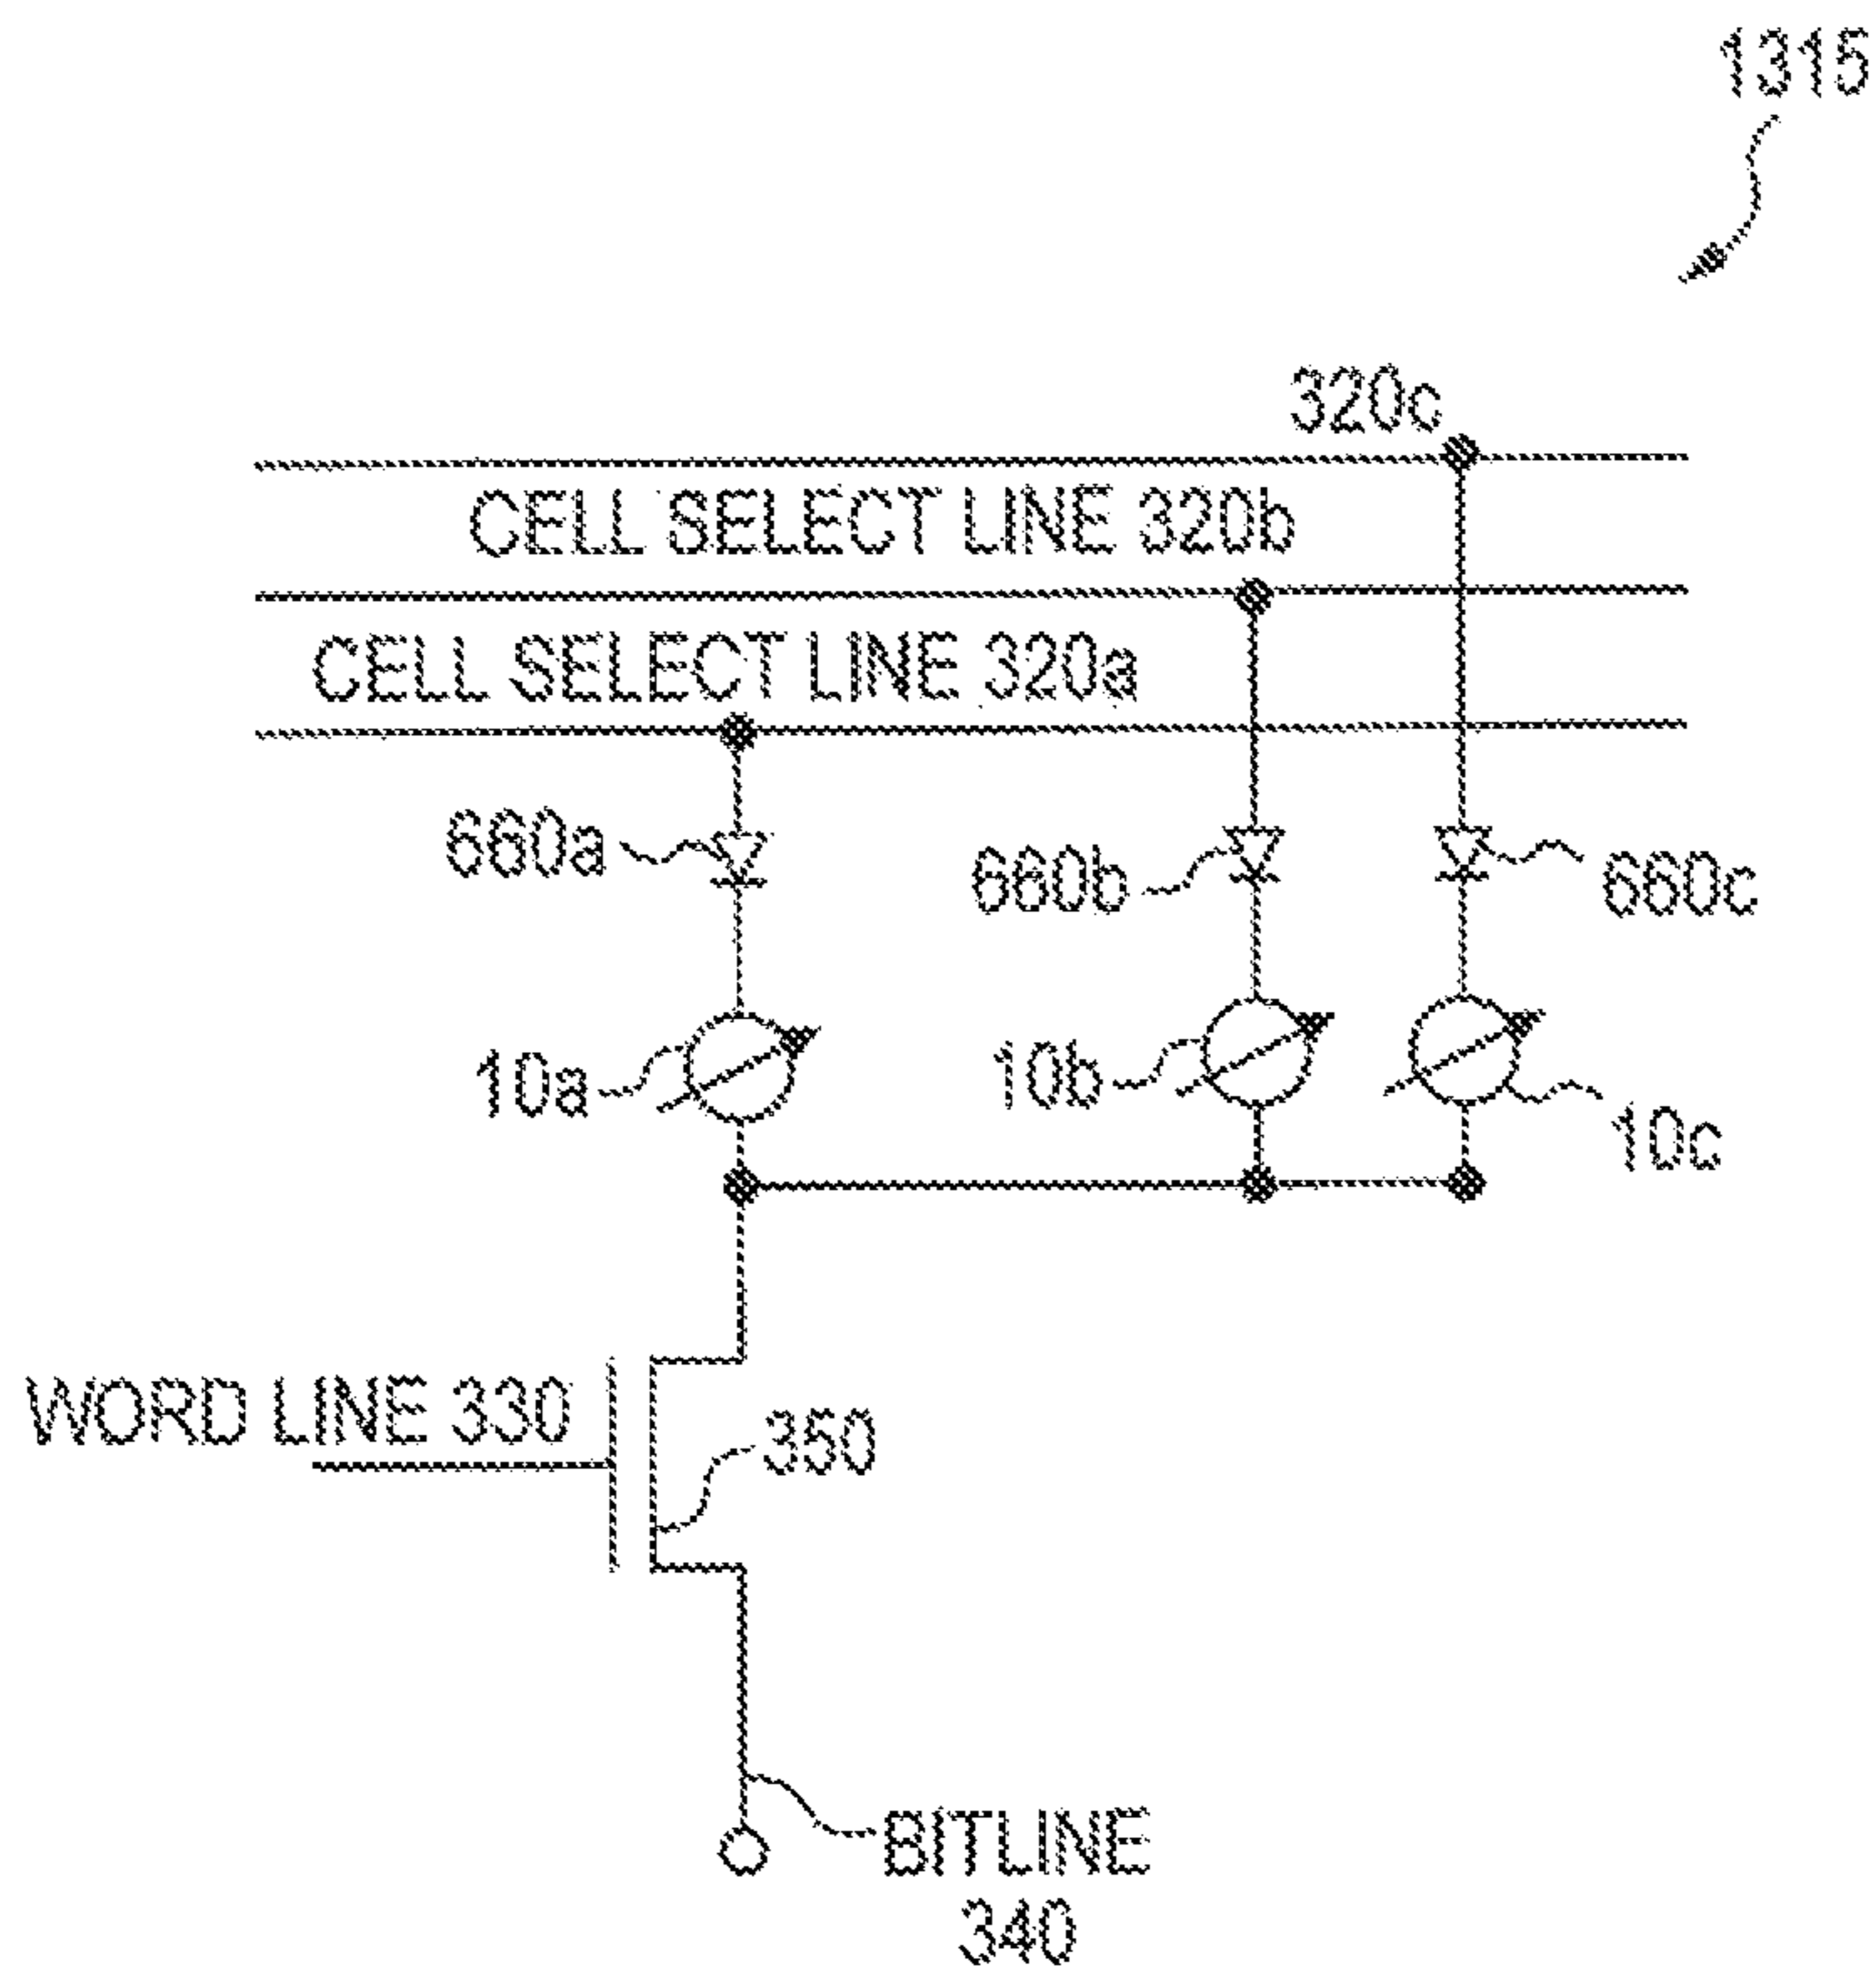 1315
320c
CELL SELECT LINE 320b
CELL SELECT LINE 320a
660a
660b
660c
10a
10b
10c
WORD LINE 330
350
BITLINE
340